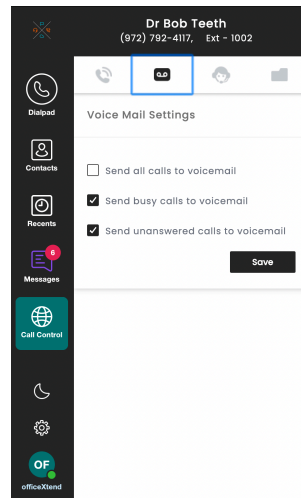 Dr Bob Teeth
(972) 792-4117, Ext - 1002
Dialpad
Contacts
Recents
6
Messages
Call Control
OF
officeXtend
Voice Mail Settings
Send all calls to voicemail
Send busy calls to voicemail
Send unanswered calls to voicemail
Save